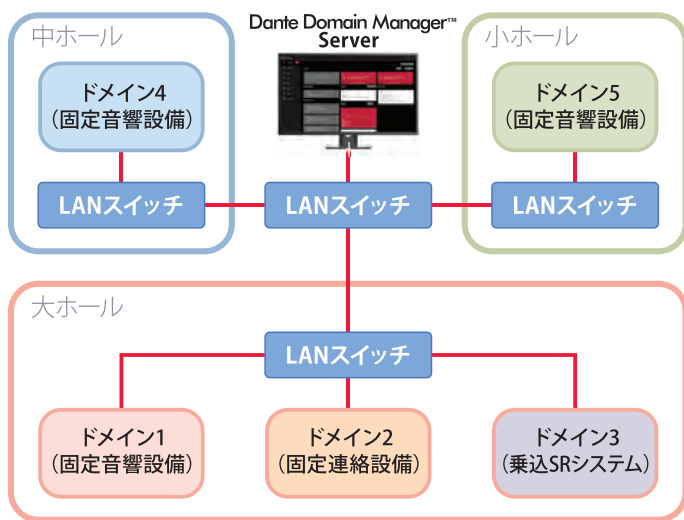 中ホール
Dante Domain Manager™
Server
小ホール
ドメイン4
(固定音響設備)
ドメイン5
(固定音響設備)
LANスイッチ
LANスイッチ
LANスイッチ
大ホール
LANスイッチ
ドメイン1
(固定音響設備)
ドメイン2
(固定連絡設備)
ドメイン3
(乗込SRシステム)